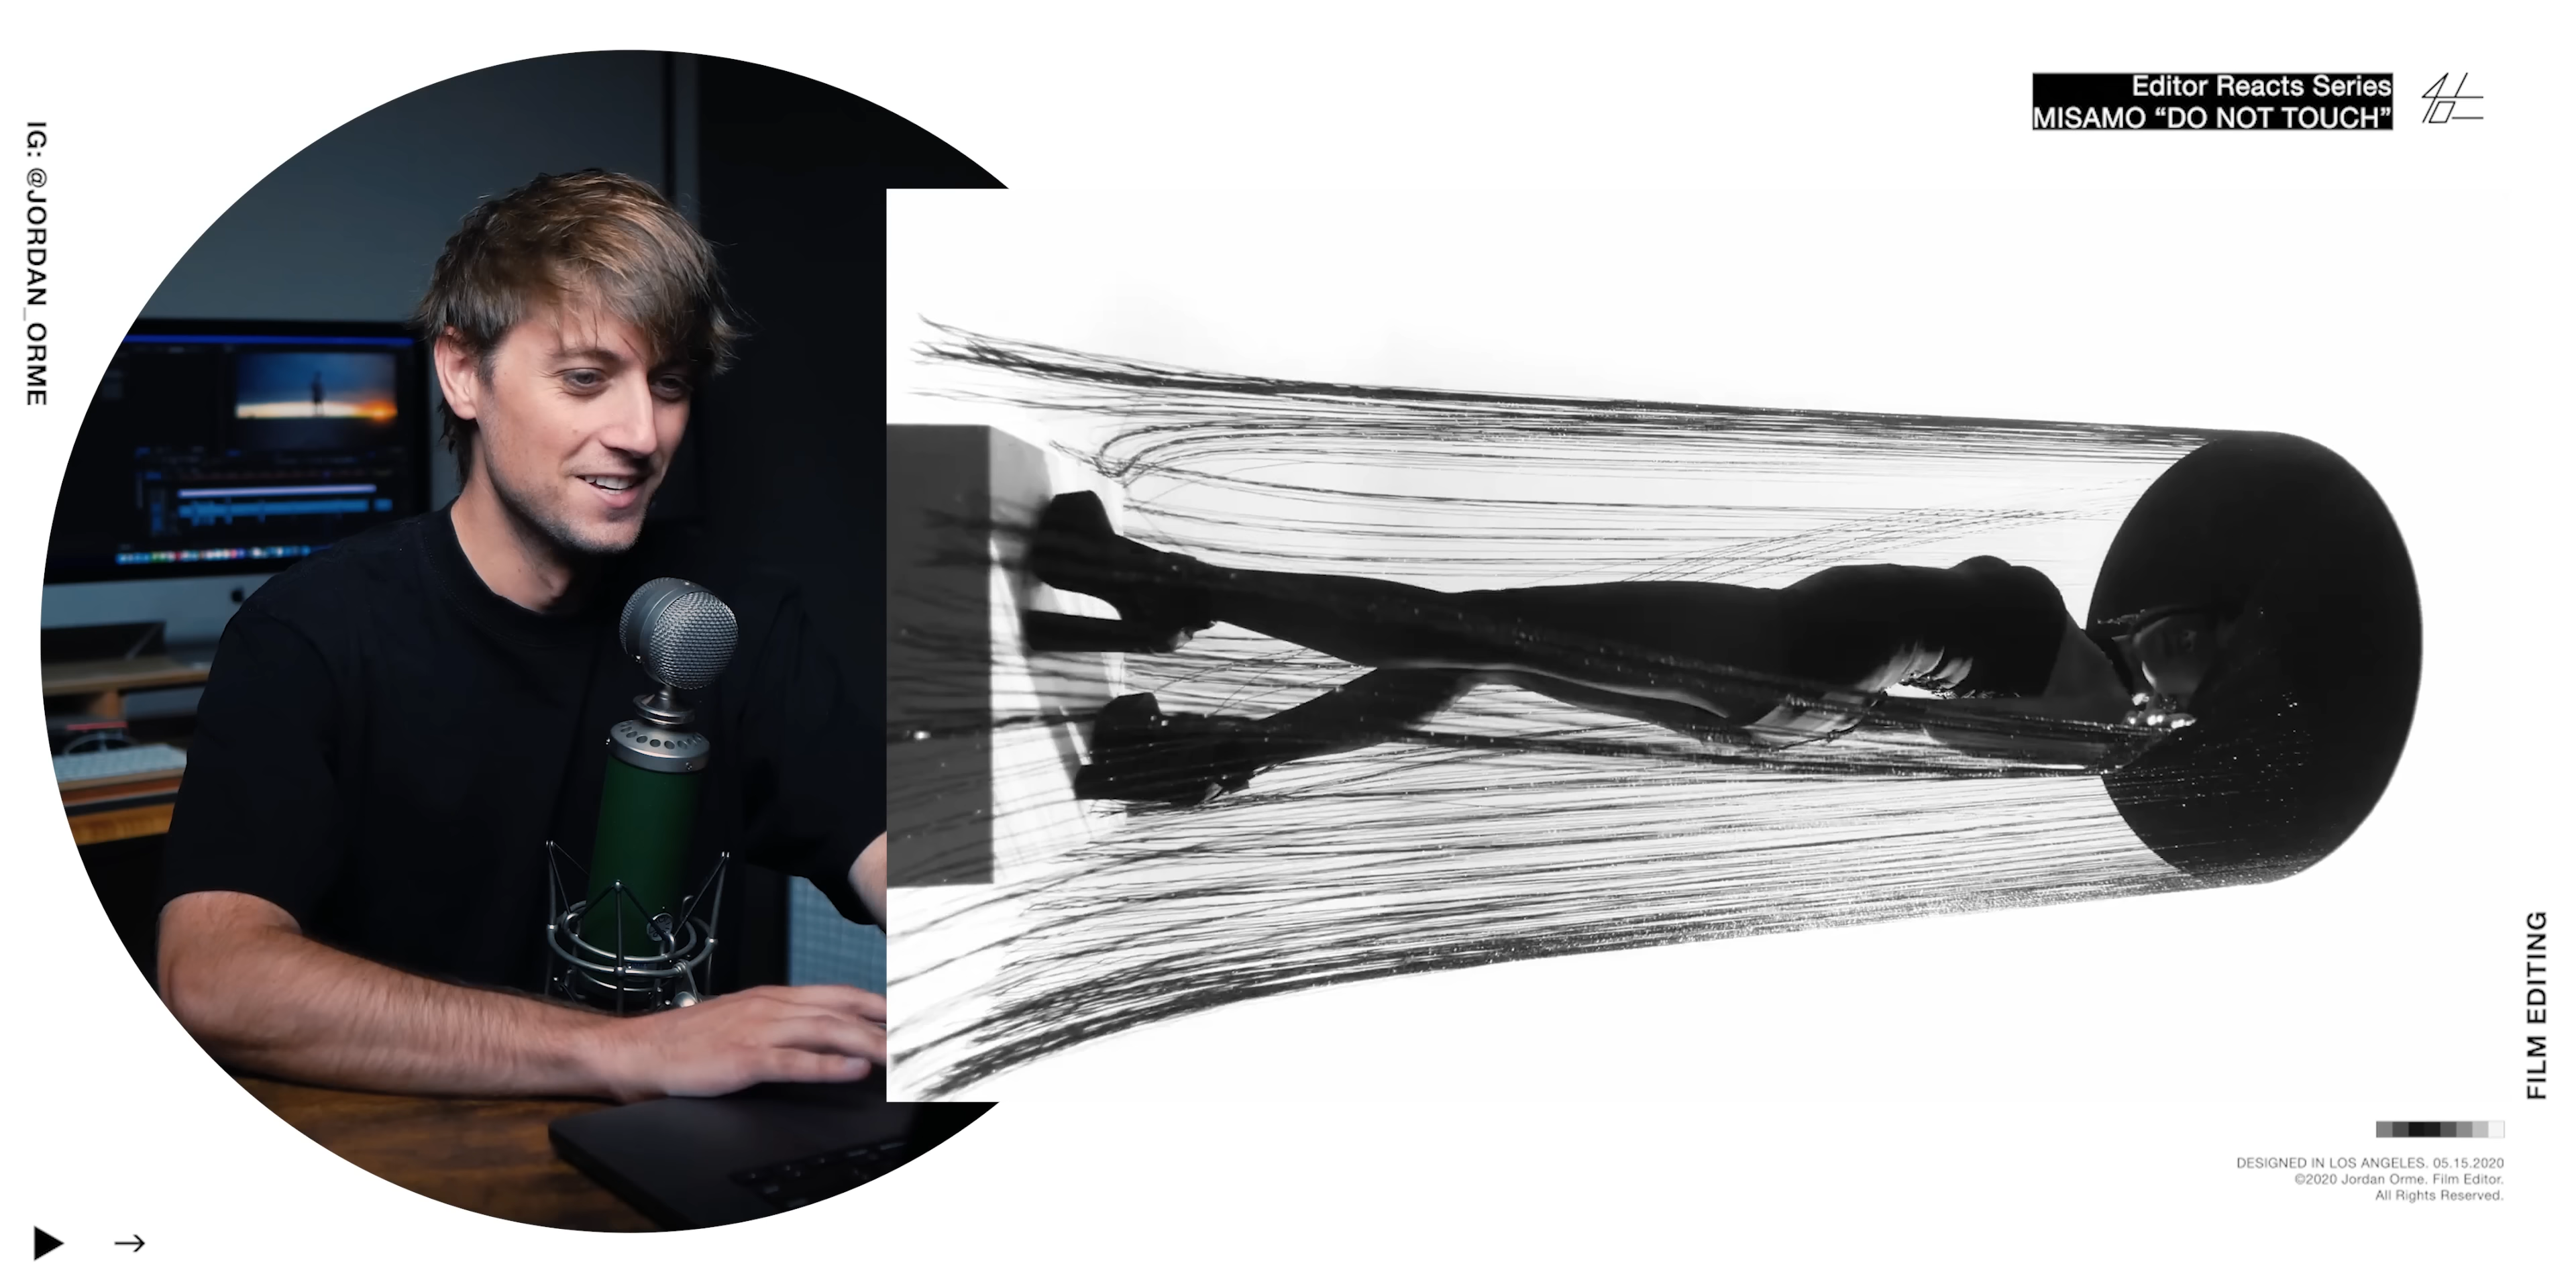 IG: @JORDAN_ORME
Editor Reacts Series
MISAMO “DO NOT TOUCH”
FILM EDITING
DESIGNED IN LOS ANGELES. 05.15.2020
©2020 Jordan Orme. Film Editor.
All Rights Reserved.